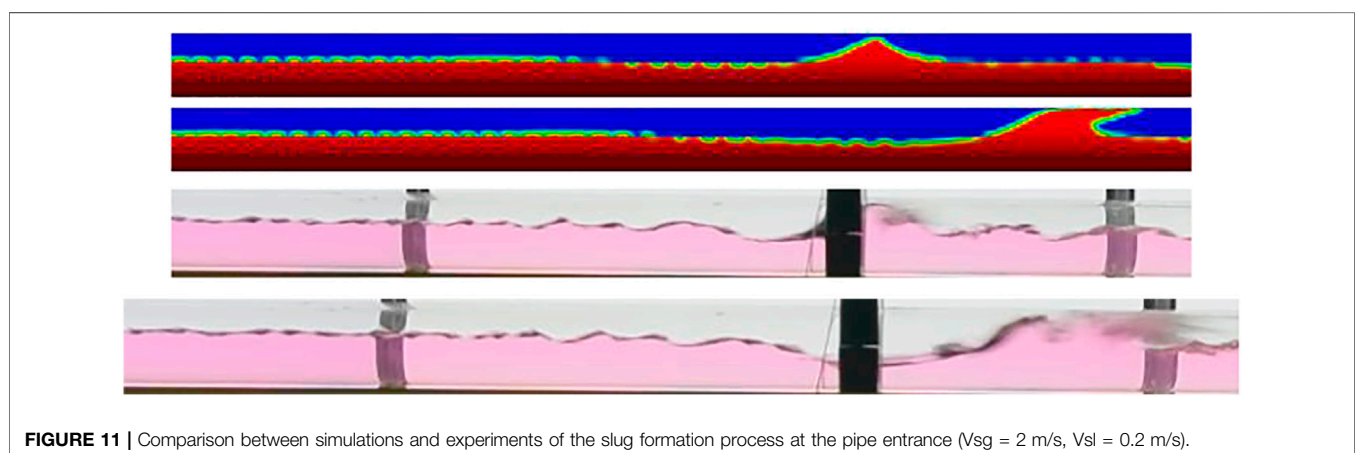 FIGURE 11 | Comparison between simulations and experiments of the slug formation process at the pipe entrance (Vsg = 2 m/s, Vsl = 0.2 m/s).